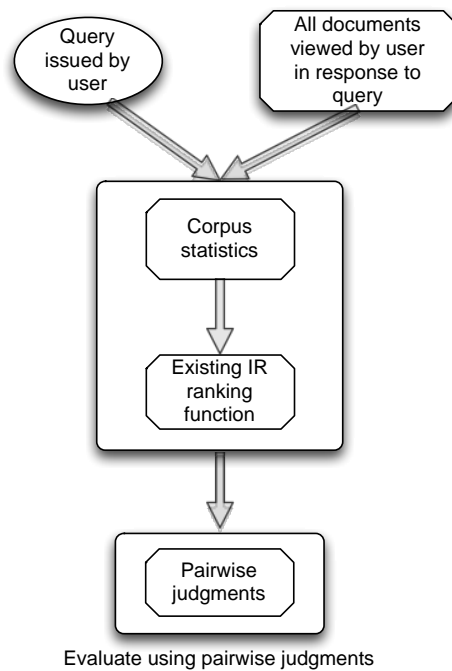 Query
issued by
user
All documents
viewed by user
in response to
query
Corpus
statistics
Existing IR
ranking
function
Pairwise
judgments
Evaluate using pairwise judgments